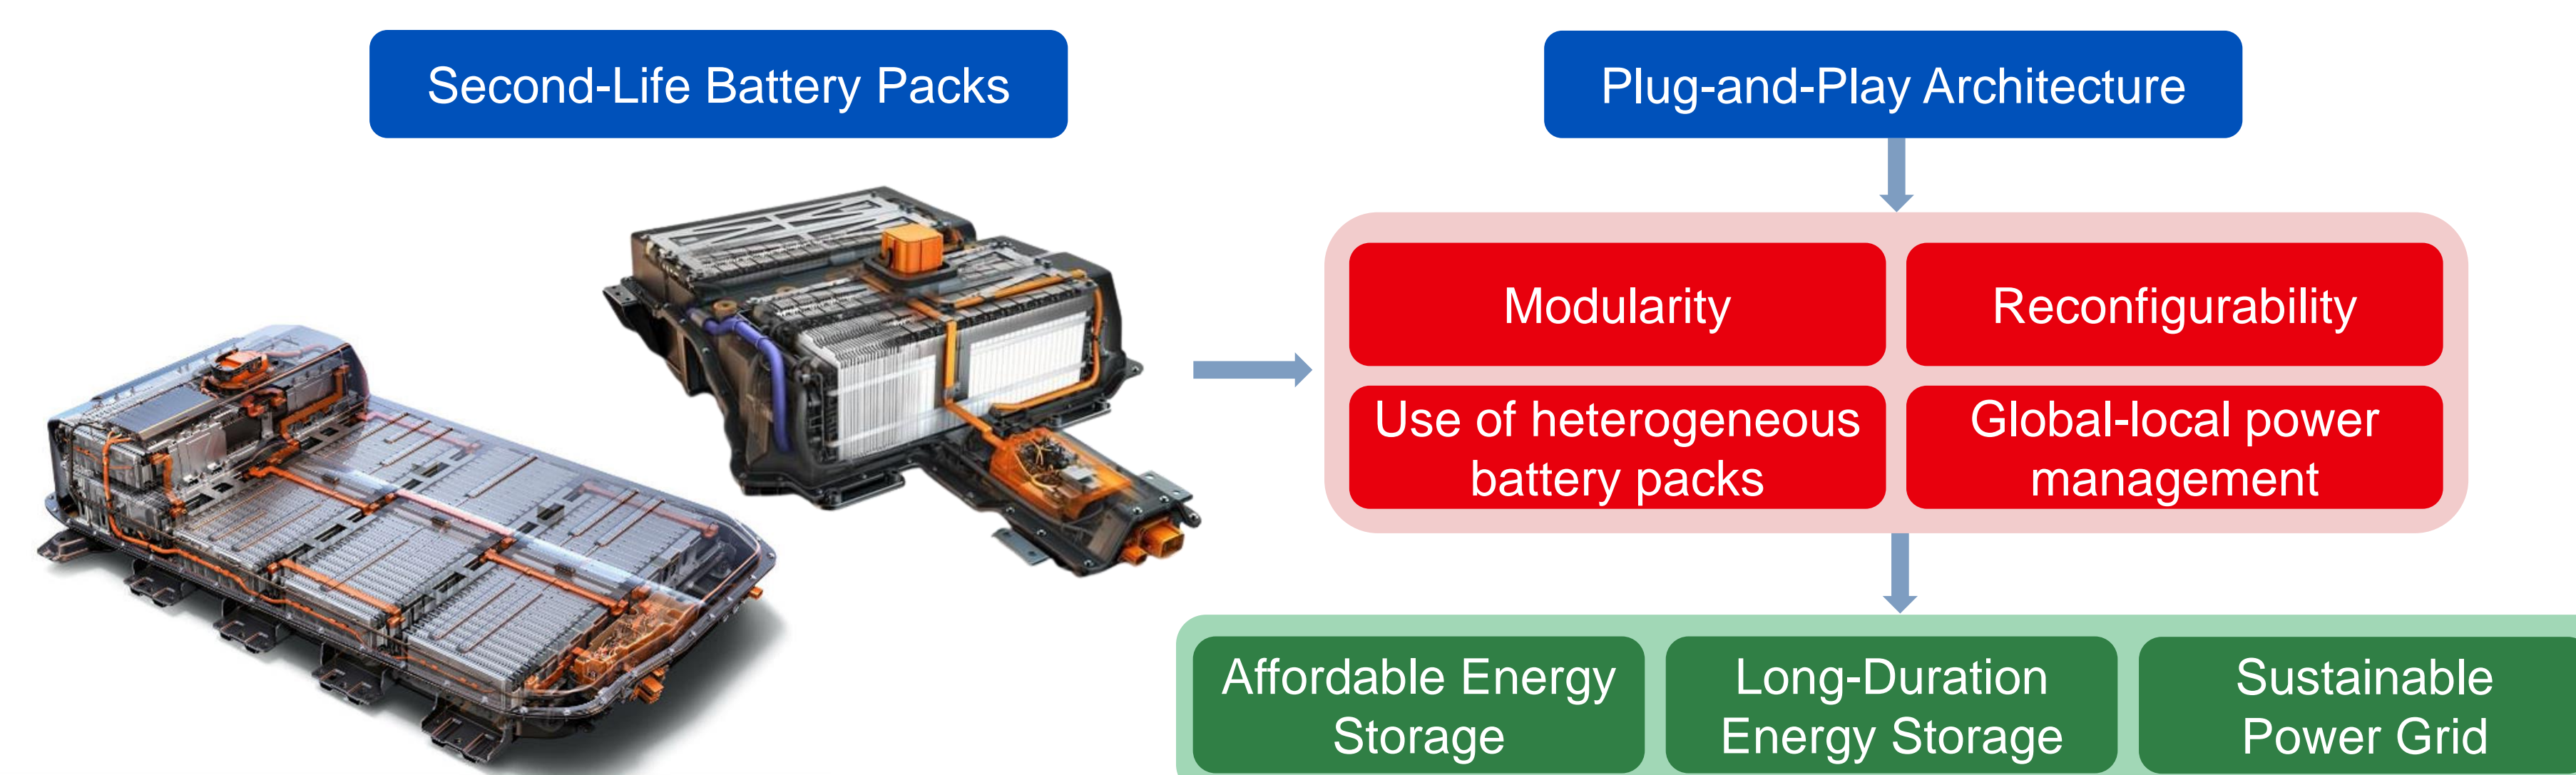 Second-Life Battery Packs
Plug-and-Play Architecture
Modularity
Reconfigurability
Use of heterogeneous
battery packs
Global-local power
management
Affordable Energy
Storage
Long-Duration
Energy Storage
Sustainable
Power Grid